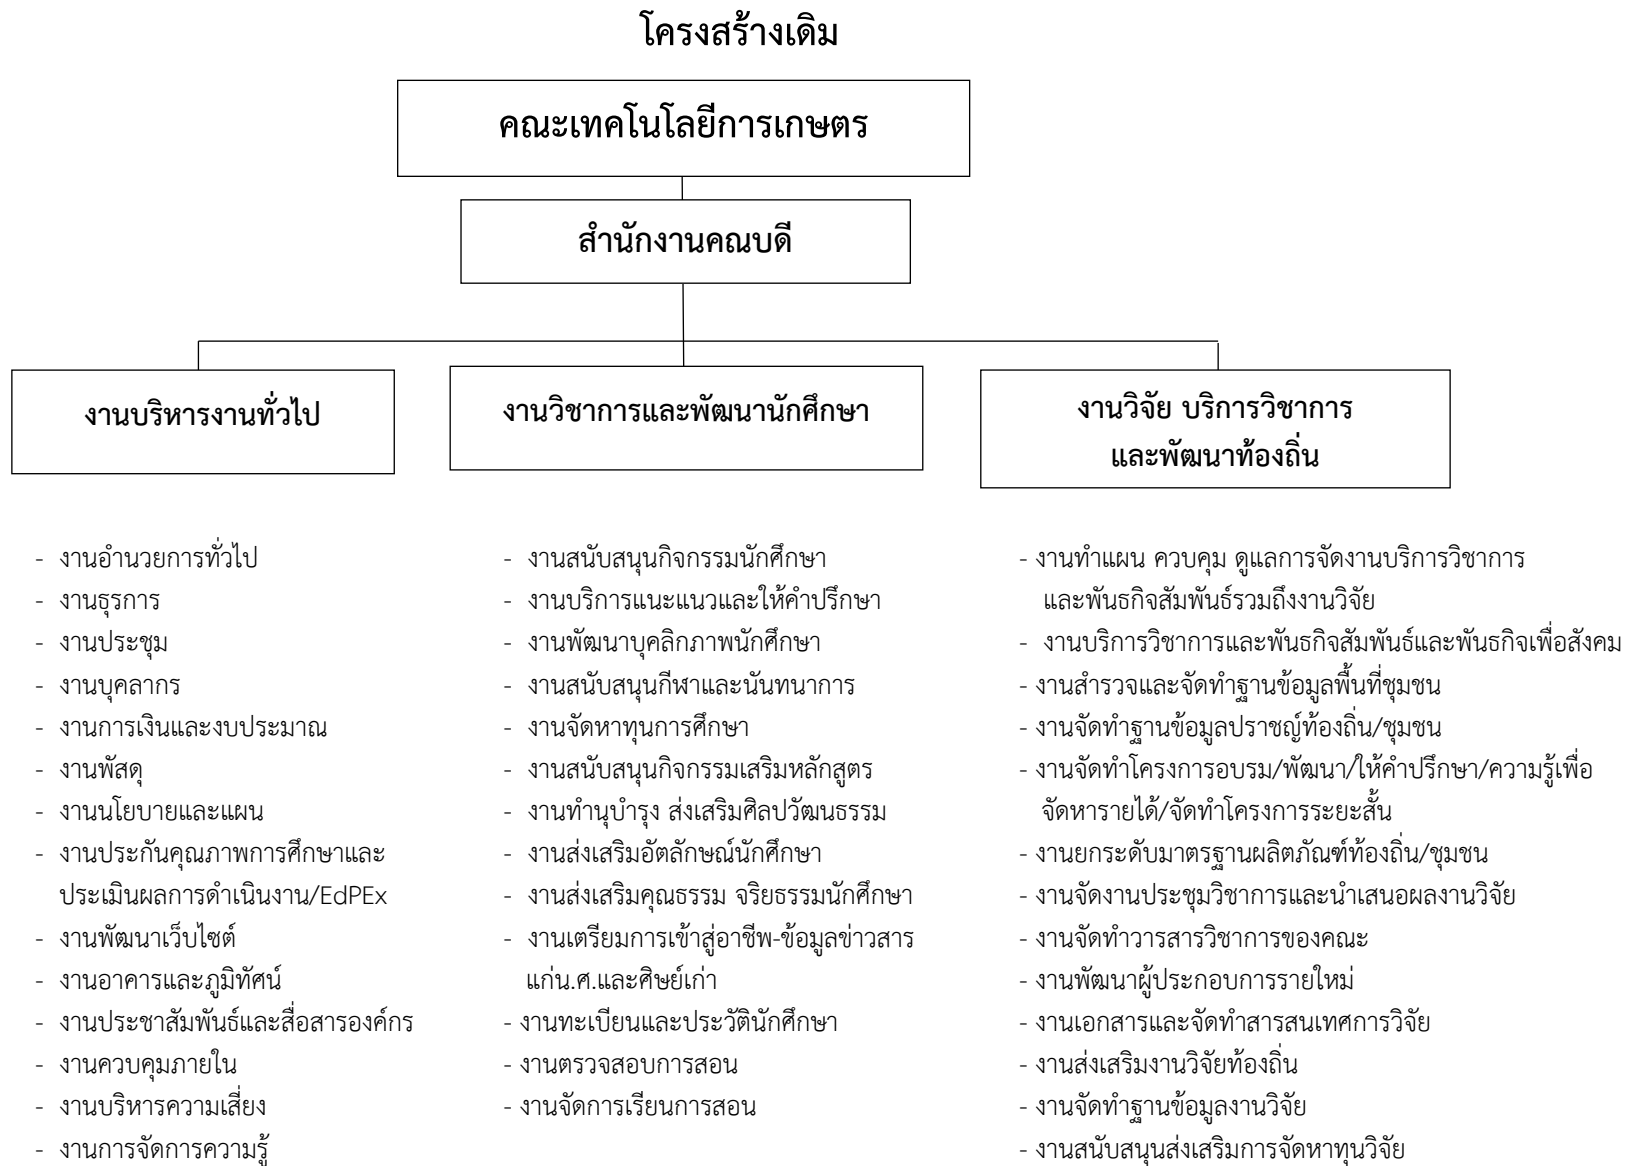 โครงสร้างเดิม
คณะเทคโนโลยีการเกษตร
สำนักงานคณบดี
งานบริหารงานทั่วไป
งานวิชาการและพัฒนานักศึกษา
งานวิจัย บริการวิชาการ
และพัฒนาท้องถิ่น
- งานอำนวยการทั่วไป
- งานธุรการ
- งานประชุม
- งานบุคลากร
- งานการเงินและงบประมาณ
- งานพัสดุ
- งานนโยบายและแผน
- งานประกันคุณภาพการศึกษาและ
ประเมินผลการดำเนินงาน/EdPEx
- งานพัฒนาเว็บไซต์
- งานอาคารและภูมิทัศน์
- งานประชาสัมพันธ์และสื่อสารองค์กร
- งานควบคุมภายใน
- งานบริหารความเสี่ยง
- งานการจัดการความรู้
- งานสนับสนุนกิจกรรมนักศึกษา
- งานบริการแนะแนวและให้คำปรึกษา
- งานพัฒนาบุคลิกภาพนักศึกษา
- งานสนับสนุนกีฬาและนันทนาการ
- งานจัดหาทุนการศึกษา
- งานสนับสนุนกิจกรรมเสริมหลักสูตร
- งานทำนุบำรุง ส่งเสริมศิลปวัฒนธรรม
- งานส่งเสริมอัตลักษณ์นักศึกษา
- งานส่งเสริมคุณธรรม จริยธรรมนักศึกษา
- งานเตรียมการเข้าสู่อาชีพ-ข้อมูลข่าวสาร
แก่น.ศ.และศิษย์เก่า
- งานทะเบียนและประวัตินักศึกษา
- งานตรวจสอบการสอน
- งานจัดการเรียนการสอน
- งานทำแผน ควบคุม ดูแลการจัดงานบริการวิชาการ
และพันธกิจสัมพันธ์รวมถึงงานวิจัย
- งานบริการวิชาการและพันธกิจสัมพันธ์และพันธกิจเพื่อสังคม
- งานสำรวจและจัดทำฐานข้อมูลพื้นที่ชุมชน
- งานจัดทำฐานข้อมูลปราชญ์ท้องถิ่น/ชุมชน
- งานจัดทำโครงการอบรม/พัฒนา/ให้คำปรึกษา/ความรู้เพื่อ
จัดหารายได้/จัดทำโครงการระยะสั้น
- งานยกระดับมาตรฐานผลิตภัณฑ์ท้องถิ่น/ชุมชน
- งานจัดงานประชุมวิชาการและนำเสนอผลงานวิจัย
- งานจัดทำวารสารวิชาการของคณะ
- งานพัฒนาผู้ประกอบการรายใหม่
- งานเอกสารและจัดทำสารสนเทศการวิจัย
- งานส่งเสริมงานวิจัยท้องถิ่น
- งานจัดทำฐานข้อมูลงานวิจัย
- งานสนับสนุนส่งเสริมการจัดหาทุนวิจัย